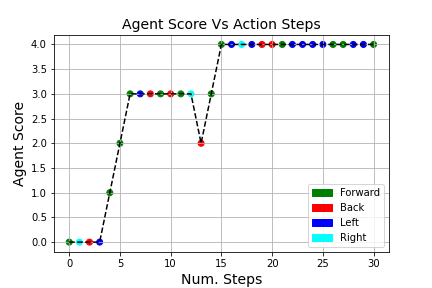 Agent Score Vs Action Steps
4.0
3.5
3.0
2.5
2.0
1.5
1.0
0.5
0.0
Agent Score
Forward
Back
Left
Right
0 5 10 15 20 25 30
Num. Steps